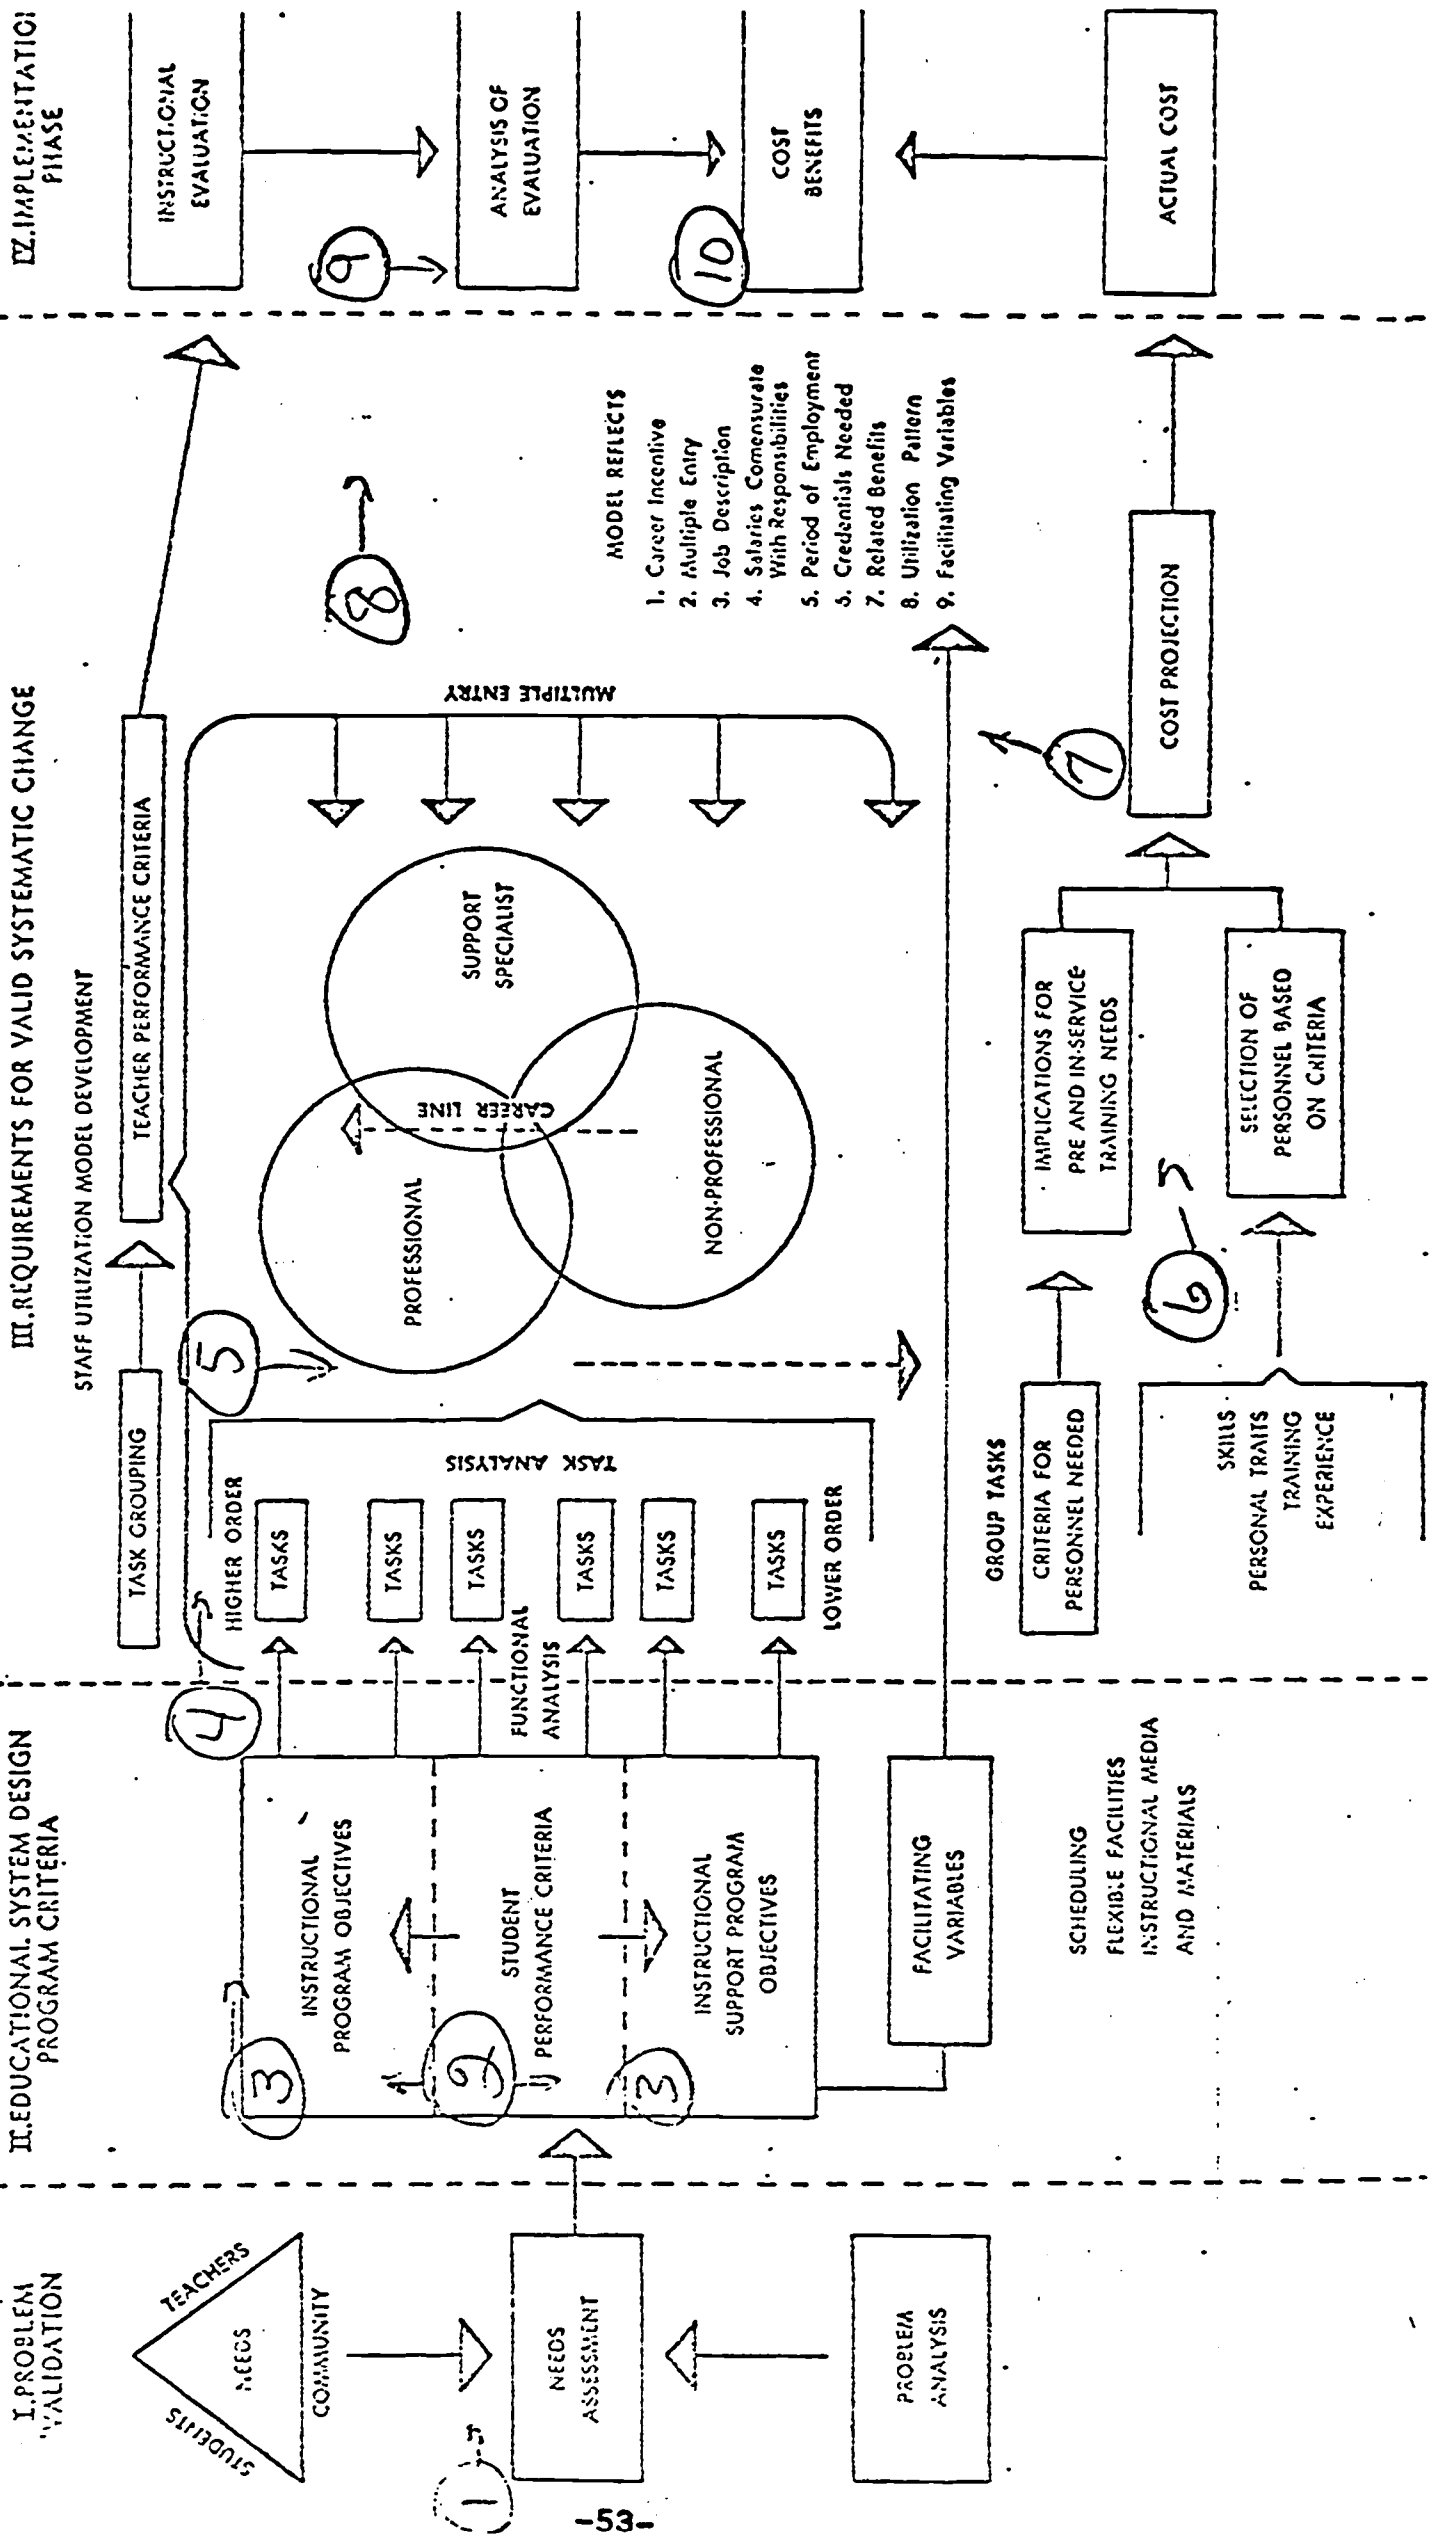 I. PROBLEM
VALIDATION
STUDENTS
TEACHERS
NEEDS
COMMUNITY
1
NEEDS
ASSESSMENT
PROBLEM
ANALYSIS
II. EDUCATIONAL SYSTEM DESIGN
PROGRAM CRITERIA
3
INSTRUCTIONAL
PROGRAM OBJECTIVES
2
STUDENT
PERFORMANCE CRITERIA
3
INSTRUCTIONAL
SUPPORT PROGRAM
OBJECTIVES
FACILITATING
VARIABLES
SCHEDULING
FLEXIBLE FACILITIES
INSTRUCTIONAL MEDIA
AND MATERIALS
4
FUNCTIONAL
ANALYSIS
III. REQUIREMENTS FOR VALID SYSTEMATIC CHANGE
STAFF UTILIZATION MODEL DEVELOPMENT
TASK GROUPING
TEACHER PERFORMANCE CRITERIA
HIGHER ORDER
TASKS
TASKS
TASKS
TASKS
TASKS
TASKS
LOWER ORDER
TASK ANALYSIS
5
PROFESSIONAL
SUPPORT
SPECIALIST
CAREER LINE
NON-PROFESSIONAL
MULTIPLE ENTRY
8
MODEL REFLECTS
1. Career Incentive
2. Multiple Entry
3. Job Description
4. Salaries Comensurate
With Responsibilities
5. Period of Employment
6. Credentials Needed
7. Related Benefits
8. Utilization Pattern
9. Facilitating Variables
GROUP TASKS
CRITERIA FOR
PERSONNEL NEEDED
SKILLS
PERSONAL TRAITS
TRAINING
EXPERIENCE
6
IMPLICATIONS FOR
PRE AND IN-SERVICE
TRAINING NEEDS
SELECTION OF
PERSONNEL BASED
ON CRITERIA
7
COST PROJECTION
IV. IMPLEMENTATION
PHASE
INSTRUCTIONAL
EVALUATION
9
ANALYSIS OF
EVALUATION
10
COST
BENEFITS
ACTUAL COST
-53-